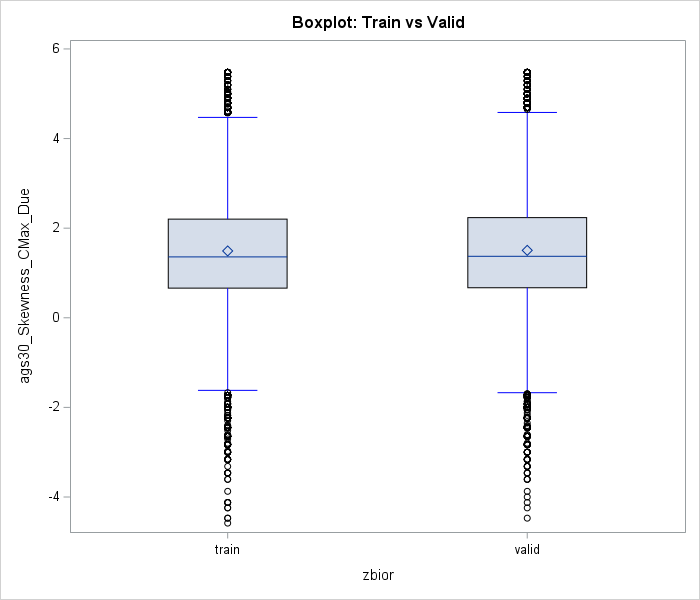 Boxplot: Train vs Valid
6
4
2
0
-2
-4
ags30_Skewness_CMax_Due
train
valid
zbior